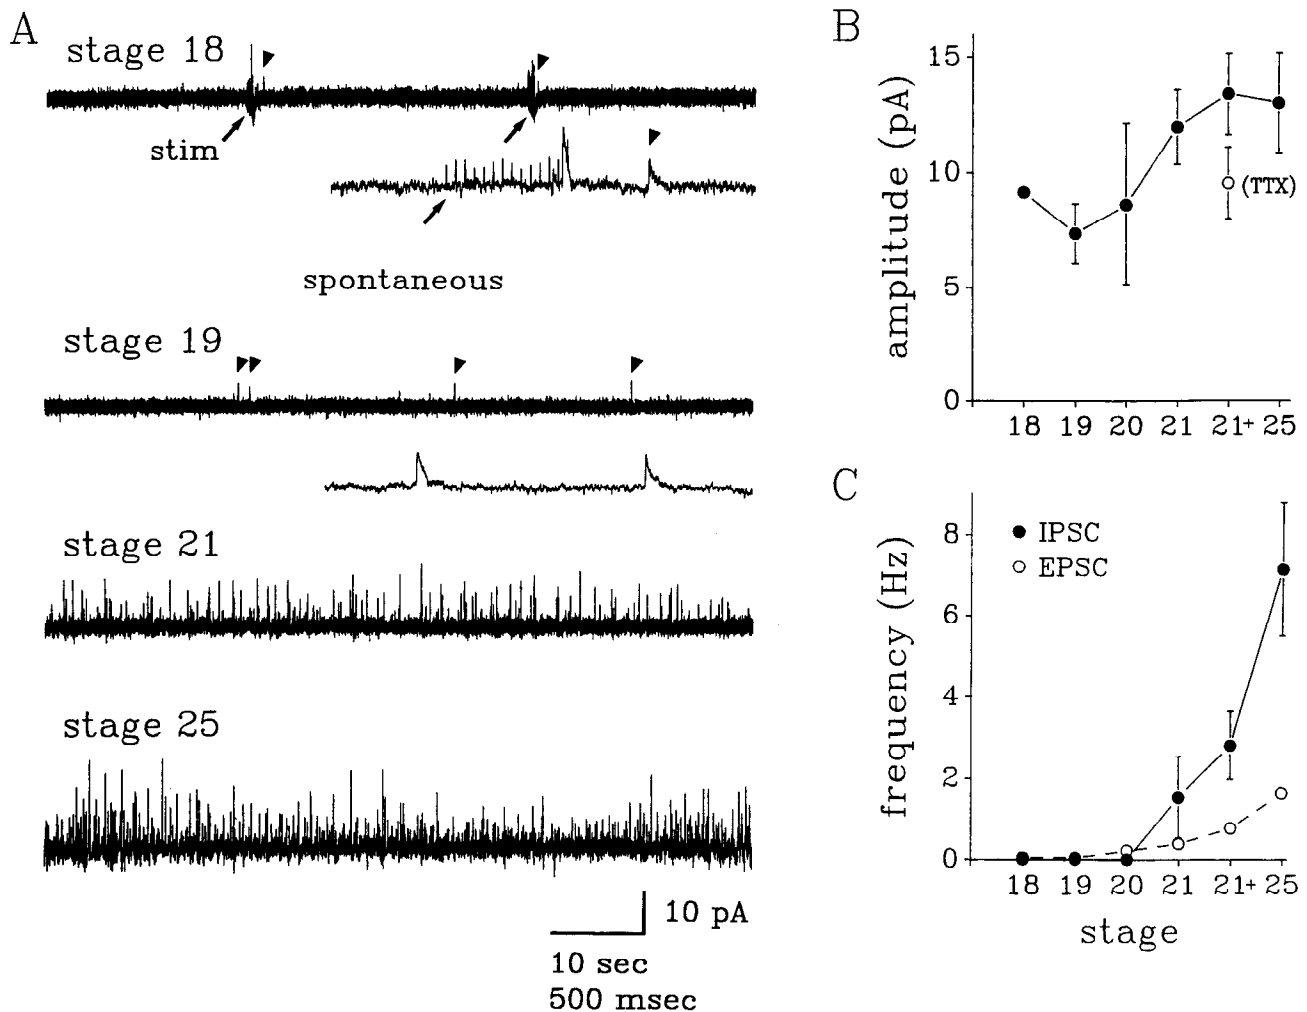 A
stage 18
stim
spontaneous
stage 19
stage 21
stage 25
10 pA
10 sec
500 msec
B
amplitude (pA)
15
10
5
0
(TTX)
18 19 20 21 21+ 25
C
frequency (Hz)
8
6
4
2
0
IPSC
EPSC
18 19 20 21 21+ 25
stage